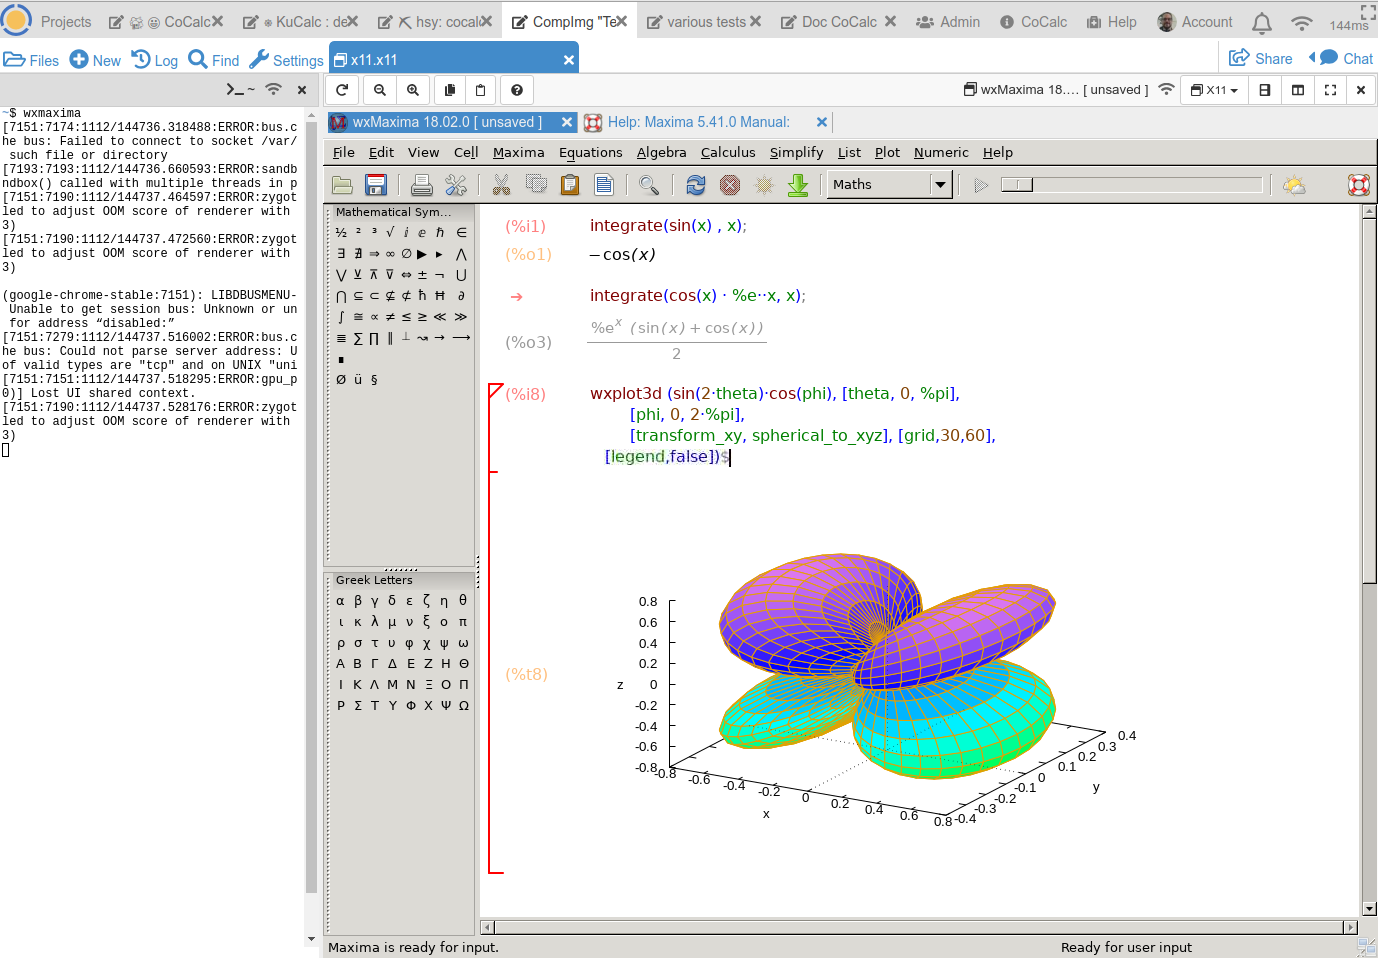 Projects CoCalc KuCalc : de hsy: cocal CompImg "Te various tests Doc CoCalc Admin CoCalc Help Account 144ms
Files New Log Find Settings x11.x11 Share Chat
~ wxMaxima 18.... [ unsaved ] X11
~$ wxmaxima
[7151:7174:1112/144736.318488:ERROR:bus.c
he bus: Failed to connect to socket /var/
such file or directory
[7193:7193:1112/144736.660593:ERROR:sandb
ndbox() called with multiple threads in p
[7151:7190:1112/144737.464597:ERROR:zygot
led to adjust OOM score of renderer with
3)
[7151:7190:1112/144737.472560:ERROR:zygot
led to adjust OOM score of renderer with
3)
(google-chrome-stable:7151): LIBDBUSMENU-
Unable to get session bus: Unknown or un
for address “disabled:”
[7151:7279:1112/144737.516002:ERROR:bus.c
he bus: Could not parse server address: U
of valid types are "tcp" and on UNIX "uni
[7151:7151:1112/144737.518295:ERROR:gpu_p
0)] Lost UI shared context.
[7151:7190:1112/144737.528176:ERROR:zygot
led to adjust OOM score of renderer with
3)
wxMaxima 18.02.0 [ unsaved ] Help: Maxima 5.41.0 Manual:
File Edit View Cell Maxima Equations Algebra Calculus Simplify List Plot Numeric Help
Maths
Mathematical Sym...
½ ² ³ √ ⅈ ⅇ ℏ ∈
∃ ∄ ⇒ ∞ ∅ ▶ ▸ ⋀
⋁ ⊻ ⊼ ⊽ ⇔ ± ¬ ⋃
⋂ ⊆ ⊂ ⊈ ⊄ ħ Ħ ∂
∫ ≅ ∝ ≠ ≤ ≥ ≪ ≫
≣ ∑ ∏ ∥ ⟂ ↝ → ⟶
∎
Ø ü §
Greek Letters
α β γ δ ε ζ η θ
ι κ λ μ ν ξ ο π
ρ σ τ υ φ χ ψ ω
Α Β Γ Δ Ε Ζ Η Θ
Ι Κ Λ Μ Ν Ξ Ο Π
Ρ Σ Τ Υ Φ Χ Ψ Ω
(%i1) integrate(sin(x) , x);
(%o1) −cos(x)
➔ integrate(cos(x) · %e··x, x);
(%o3) %e^x (sin(x)+cos(x))
2
(%i8) wxplot3d (sin(2·theta)·cos(phi), [theta, 0, %pi],
[phi, 0, 2·%pi],
[transform_xy, spherical_to_xyz], [grid,30,60],
[legend,false])$
(%t8)
0.8
0.6
0.4
0.2
z 0
-0.2
-0.4
-0.6
-0.8
-0.8 -0.6 -0.4 -0.2 0 0.2 0.4 0.6 0.8
x
-0.4 -0.3 -0.2 -0.1 0 0.1 0.2 0.3 0.4
y
Maxima is ready for input. Ready for user input